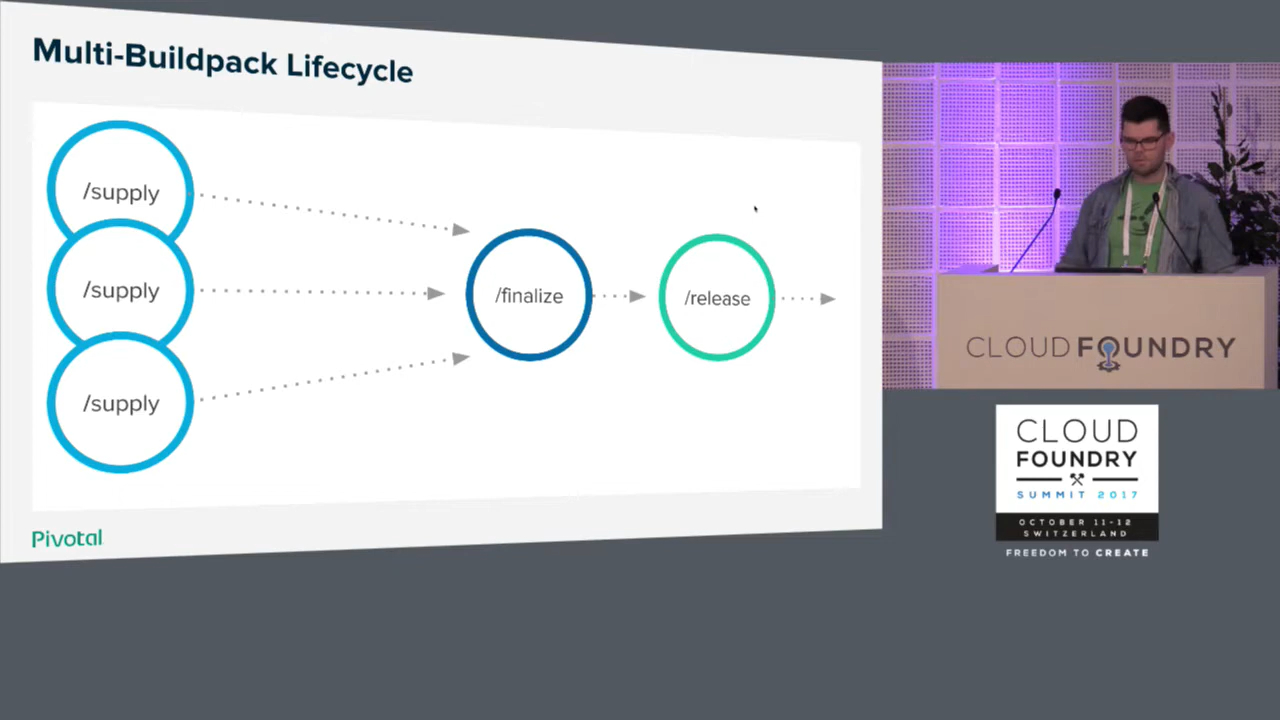 Multi-Buildpack Lifecycle
/supply
/supply
/supply
/finalize
/release
Pivotal
CLOUD FOUNDRY
CLOUD
FOUNDRY
SUMMIT 2017
OCTOBER 11-12
SWITZERLAND
FREEDOM TO CREATE